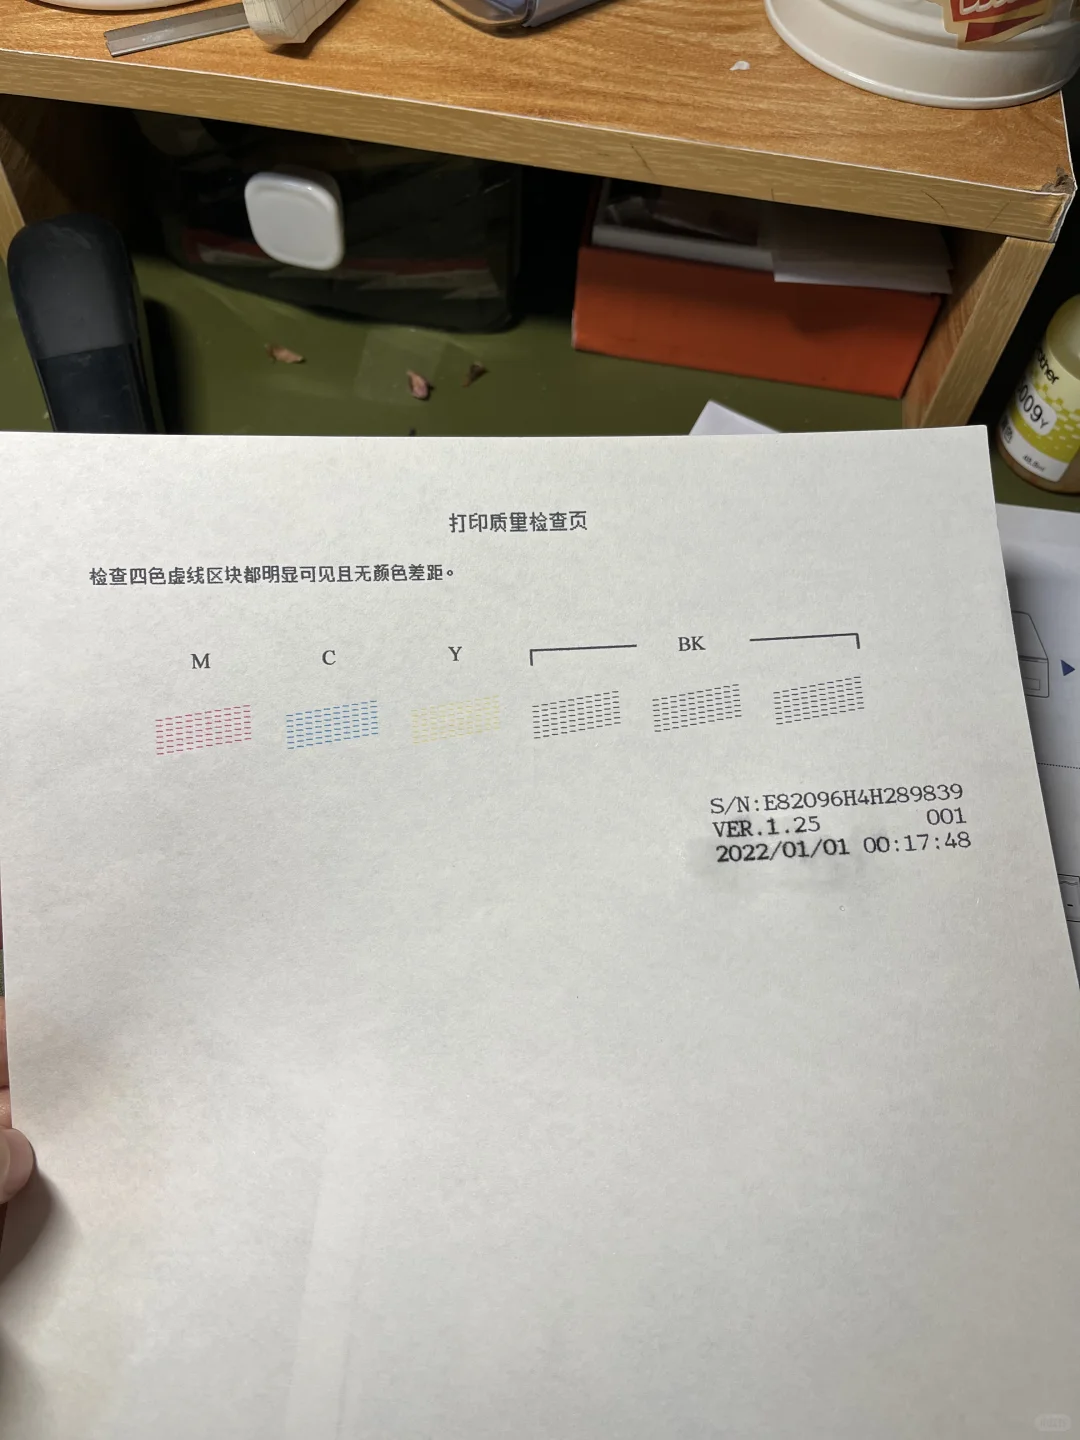 打印质量检查页
检查四色虚线区块都明显可见且无颜色差距。
M C Y BK
S/N:E82096H4H289839
VER.1.25 001
2022/01/01 00:17:48
009Y